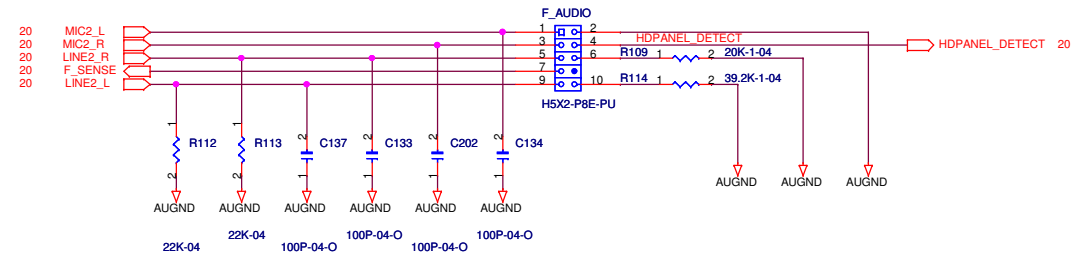 F_AUDIO
20 MIC2_L 1 2
20 MIC2_R 3 4 HDPANEL_DETECT HDPANEL_DETECT 20
20 LINE2_R 5 6 R109 1 2 20K-1-04
20 F_SENSE 7
20 LINE2_L 9 10 R114 1 2 39.2K-1-04
H5X2-P8E-PU
1 1 2 2 2 2
R112 R113 C137 C133 C202 C134
2 2 1 1 1 1
AUGND AUGND AUGND
AUGND AUGND AUGND AUGND AUGND AUGND
22K-04 22K-04 100P-04-O 100P-04-O 100P-04-O 100P-04-O